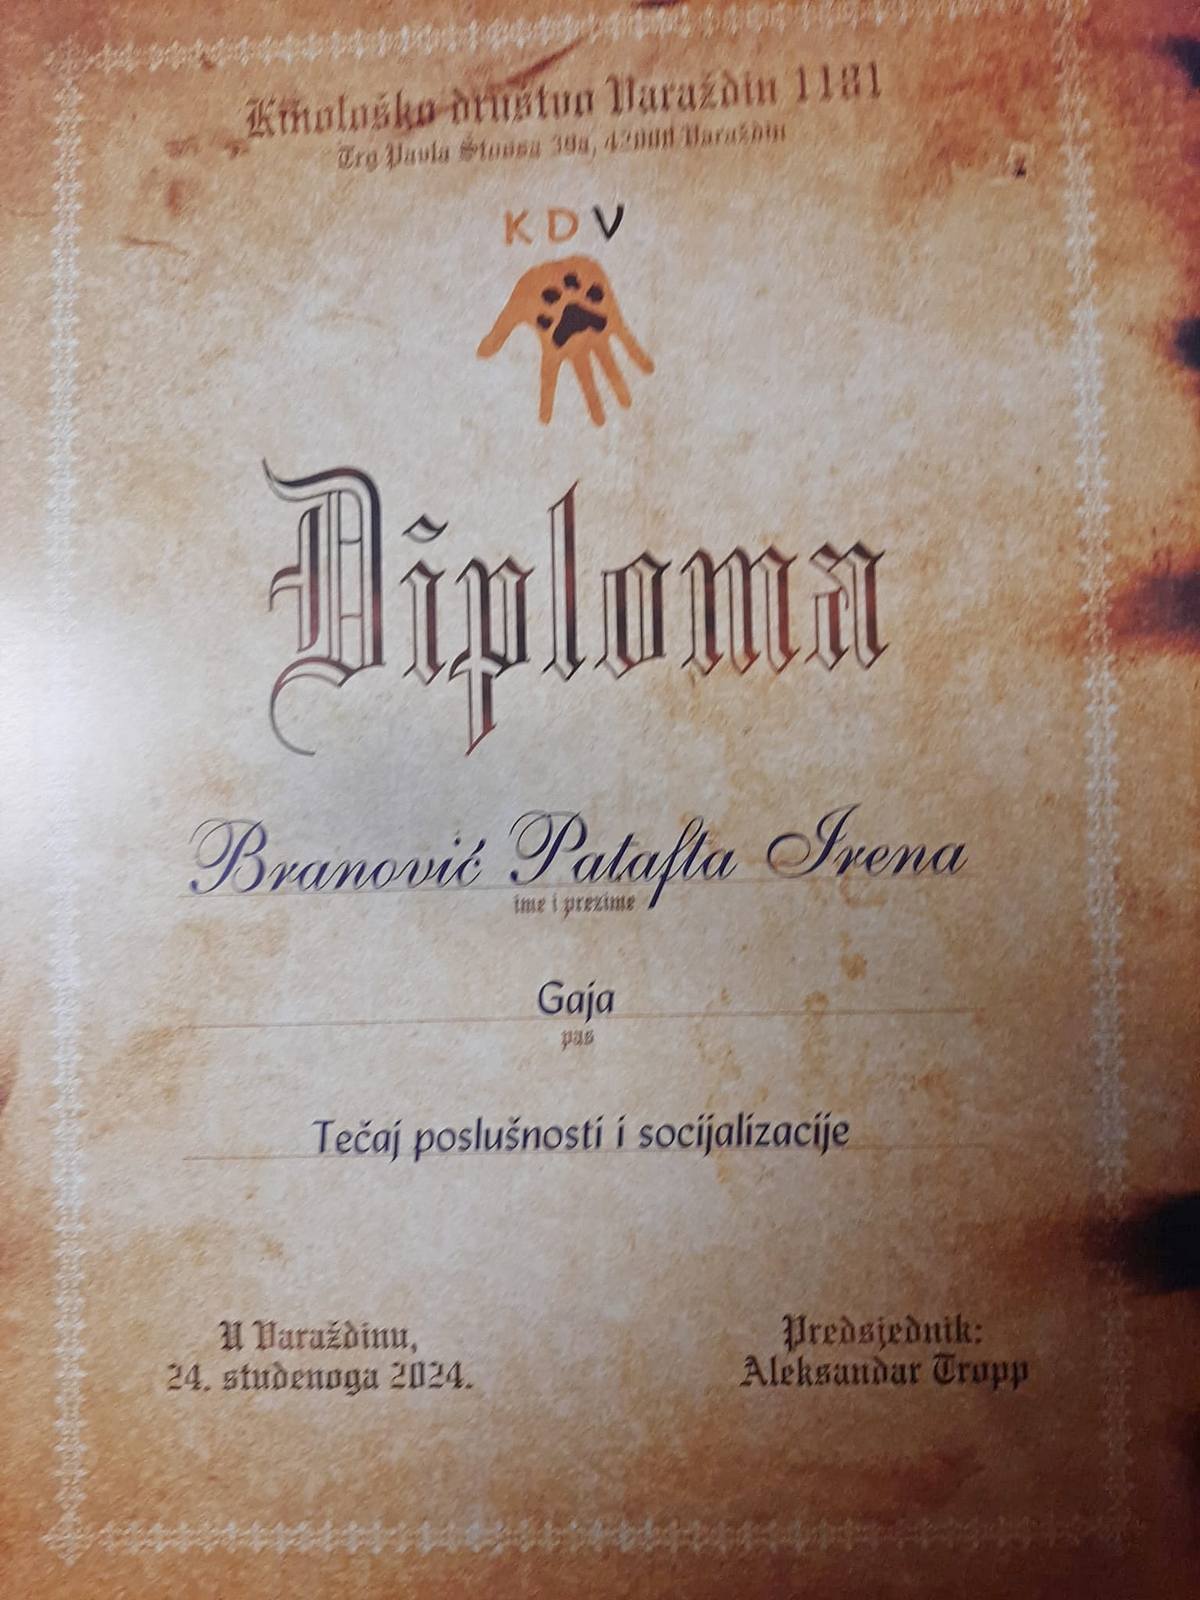 Kinološko društvo Varaždin 1181
Trg Pavla Štoosa 39a, 42000 Varaždin
KDV
Diploma
Branović Patafta Irena
ime i prezime
Gaja
pas
Tečaj poslušnosti i socijalizacije
U Varaždinu,
24. studenoga 2024.
Predsjednik:
Aleksandar Tropp